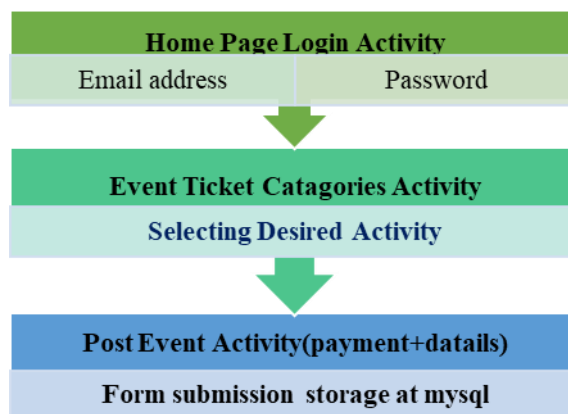 Home Page Login Activity
Email address Password
Event Ticket Catagories Activity
Selecting Desired Activity
Post Event Activity(payment+datails)
Form submission storage at mysql